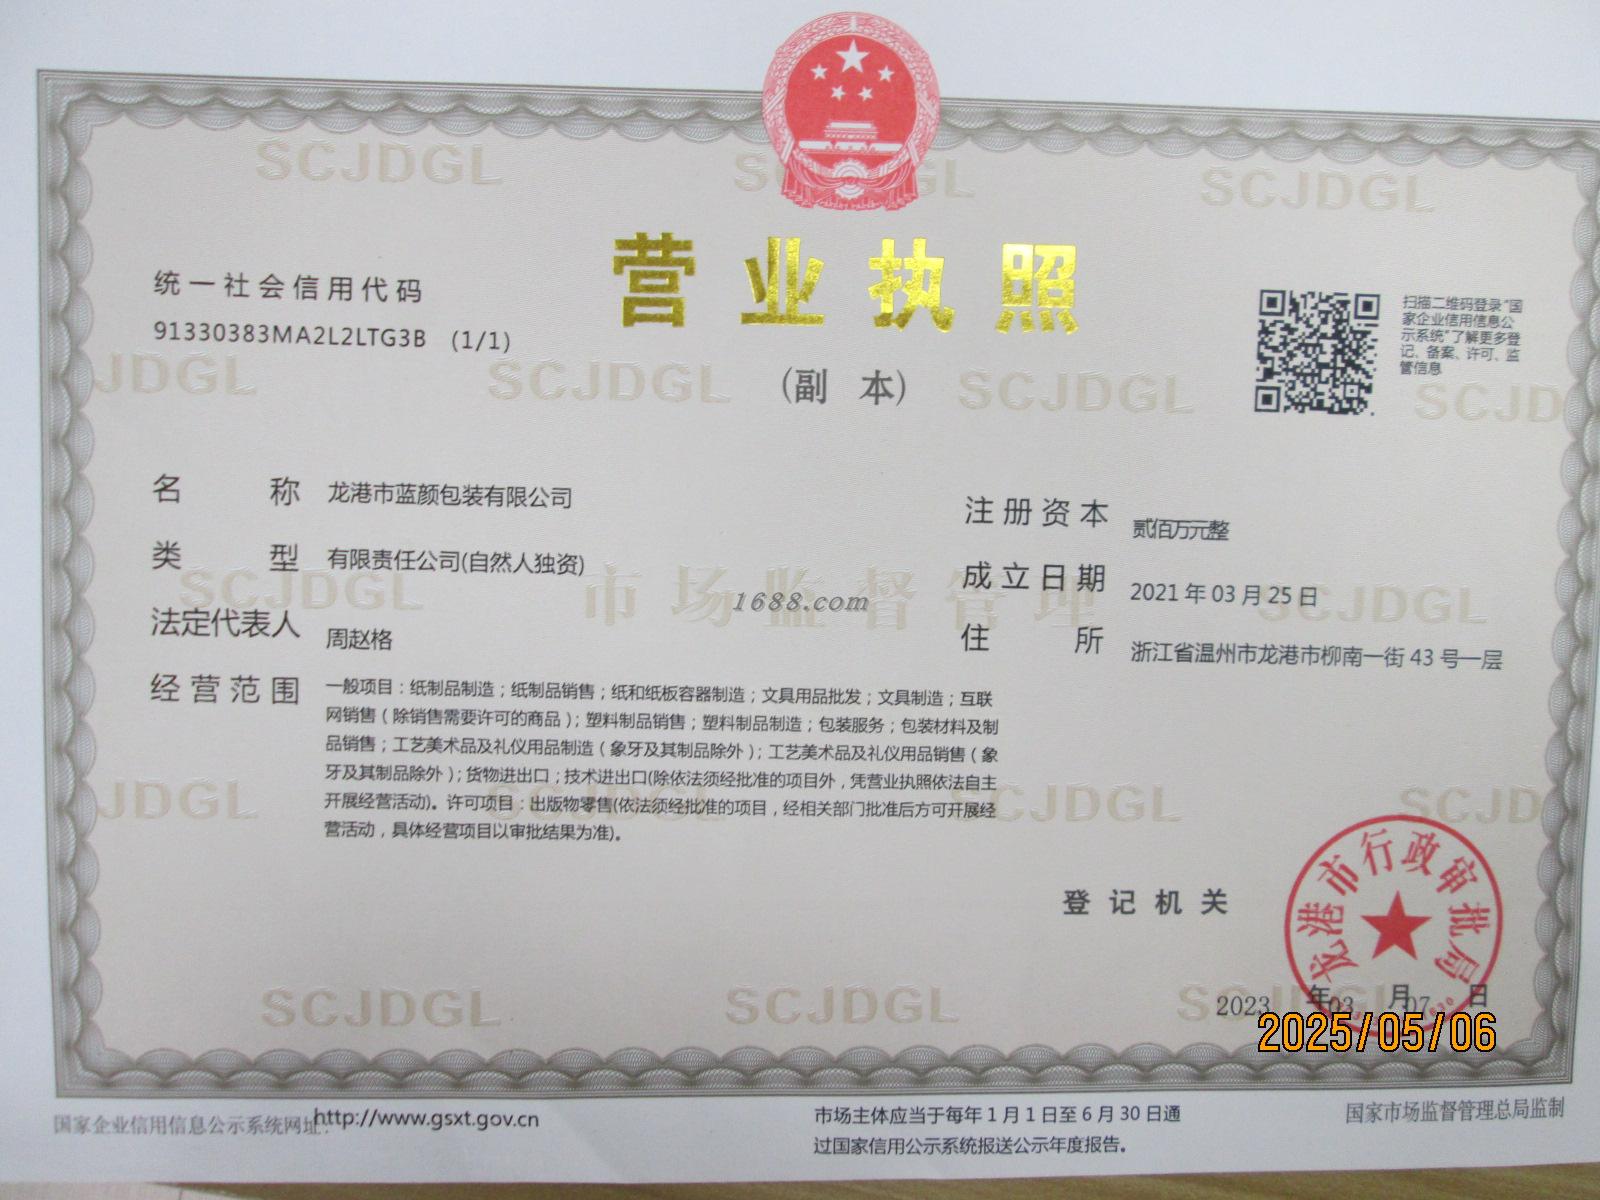 SCJDGL SCJDGL SCJDGL
营业执照
(副 本)
统一社会信用代码
91330383MA2L2LTG3B (1/1)
扫描二维码登录“国
家企业信用信息公
示系统”了解更多登
记、备案、许可、监
管信息
JDGL SCJDGL SCJDGL SCJD
名 称 龙港市蓝颜包装有限公司
类 型 有限责任公司(自然人独资)
法定代表人 周赵格
经营范围 一般项目：纸制品制造；纸制品销售；纸和纸板容器制造；文具用品批发；文具制造；互联
网销售（除销售需要许可的商品）；塑料制品销售；塑料制品制造；包装服务；包装材料及制
品销售；工艺美术品及礼仪用品制造（象牙及其制品除外）；工艺美术品及礼仪用品销售（象
牙及其制品除外）；货物进出口；技术进出口(除依法须经批准的项目外，凭营业执照依法自主
开展经营活动)。许可项目：出版物零售(依法须经批准的项目，经相关部门批准后方可开展经
营活动，具体经营项目以审批结果为准)。
注册资本 贰佰万元整
成立日期 2021年03月25日
住 所 浙江省温州市龙港市柳南一街43号一层
SCJDGL 市场监督管理 SCJDGL
1688.com
JDGL SCJDGL SCJDGL SCJD
登记机关
龙港市行政审批局
2023 年 03 月 07 日
SCJDGL SCJDGL SCJDGL
2025/05/06
国家企业信用信息公示系统网址：http://www.gsxt.gov.cn
市场主体应当于每年1月1日至6月30日通
过国家信用公示系统报送公示年度报告。
国家市场监督管理总局监制